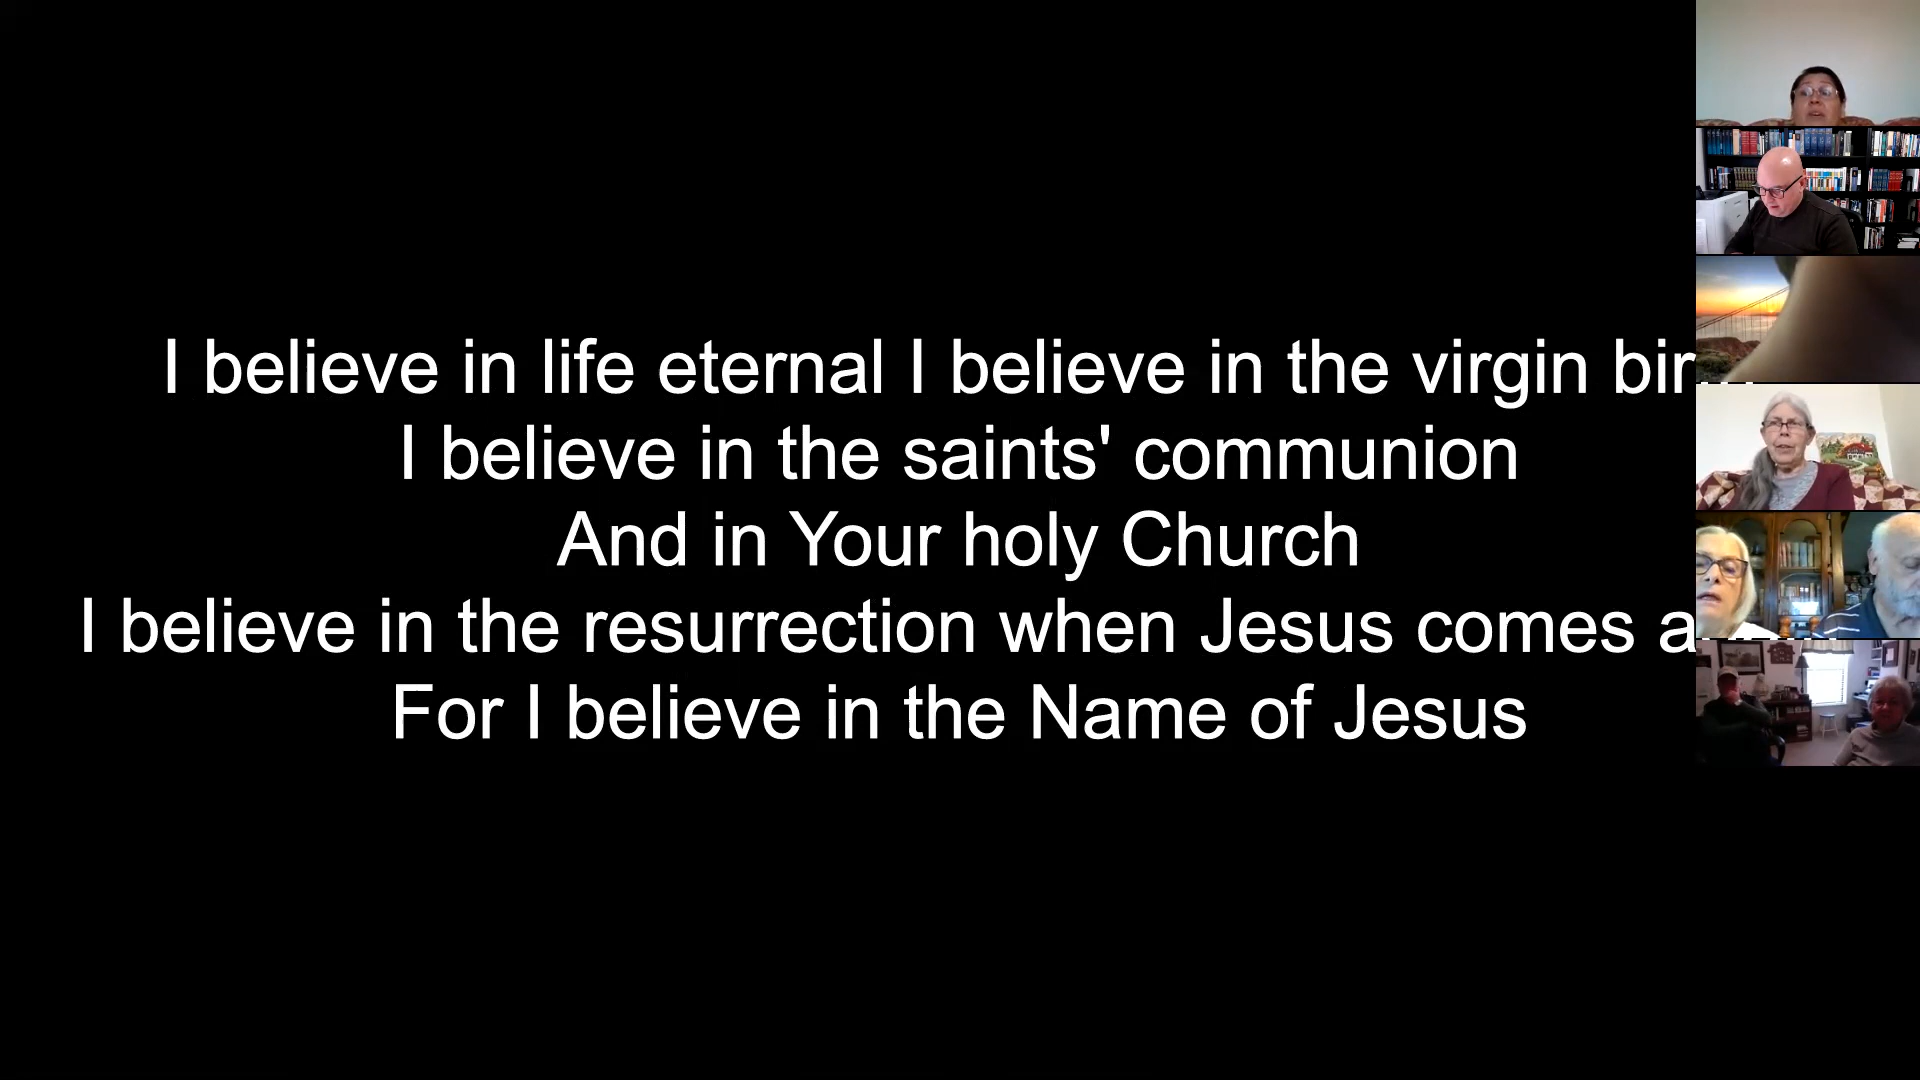 I believe in life eternal I believe in the virgin
I believe in the saints' communion
And in Your holy Church
I believe in the resurrection when Jesus comes
For I believe in the Name of Jesus